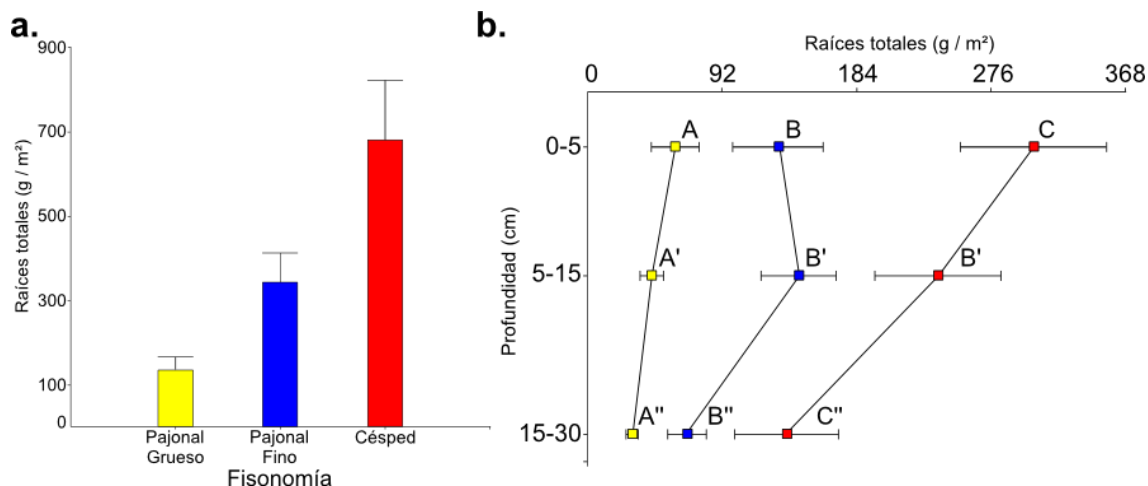 a.
Raíces totales (g / m²)
900
700
500
300
100
0
Pajonal
Grueso
Pajonal
Fino
Césped
Fisonomía
b.
Raíces totales (g / m²)
0 92 184 276 368
Profundidad (cm)
0-5
5-15
15-30
A B C
A' B' B'
A" B" C"